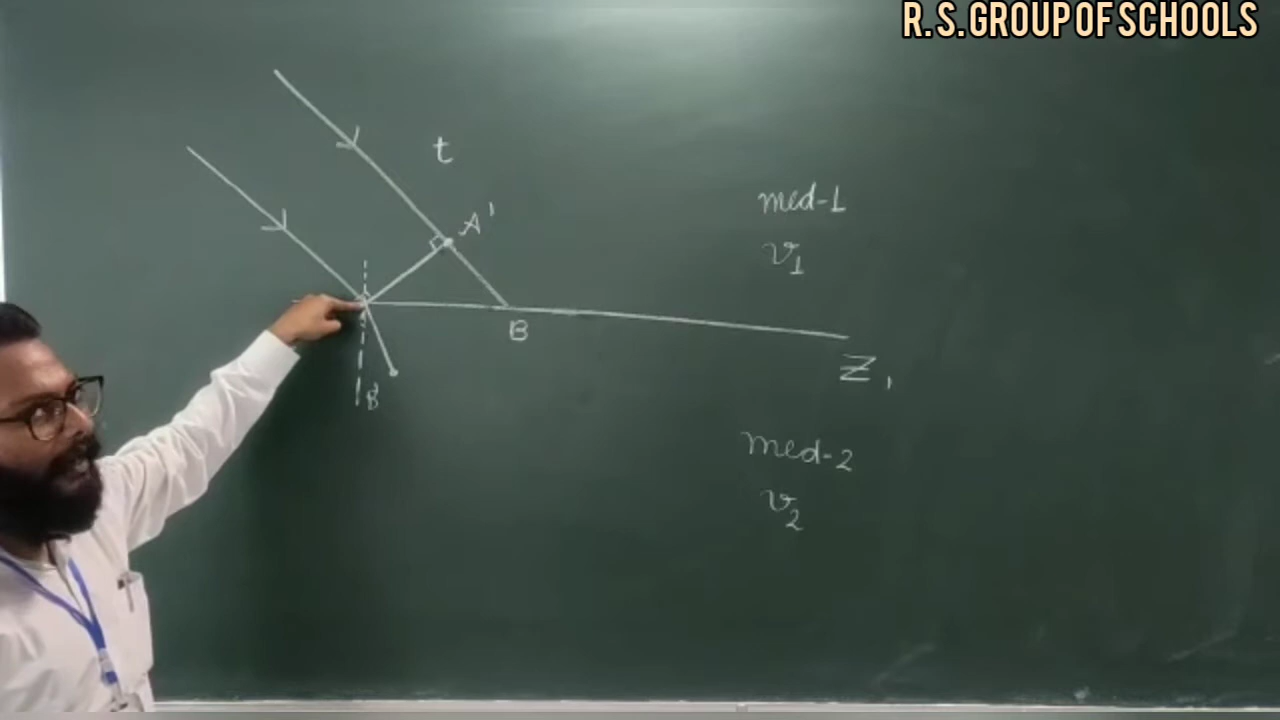 R.S.GROUP OF SCHOOLS
t
A'
med-1
v₁
B
Z,
B'
med-2
v₂